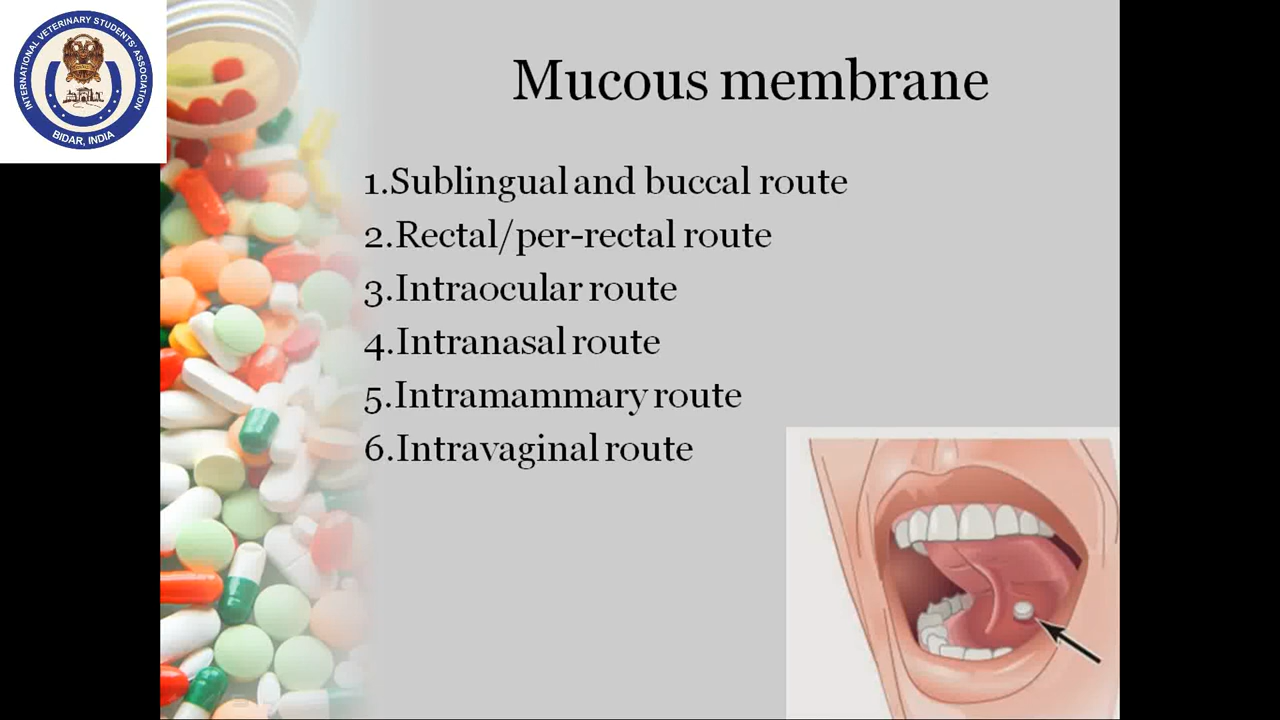 INTERNATIONAL VETERINARY STUDENTS' ASSOCIATION
BIDAR, INDIA
Mucous membrane
1.Sublingual and buccal route
2.Rectal/per-rectal route
3.Intraocular route
4.Intranasal route
5.Intramammary route
6.Intravaginal route